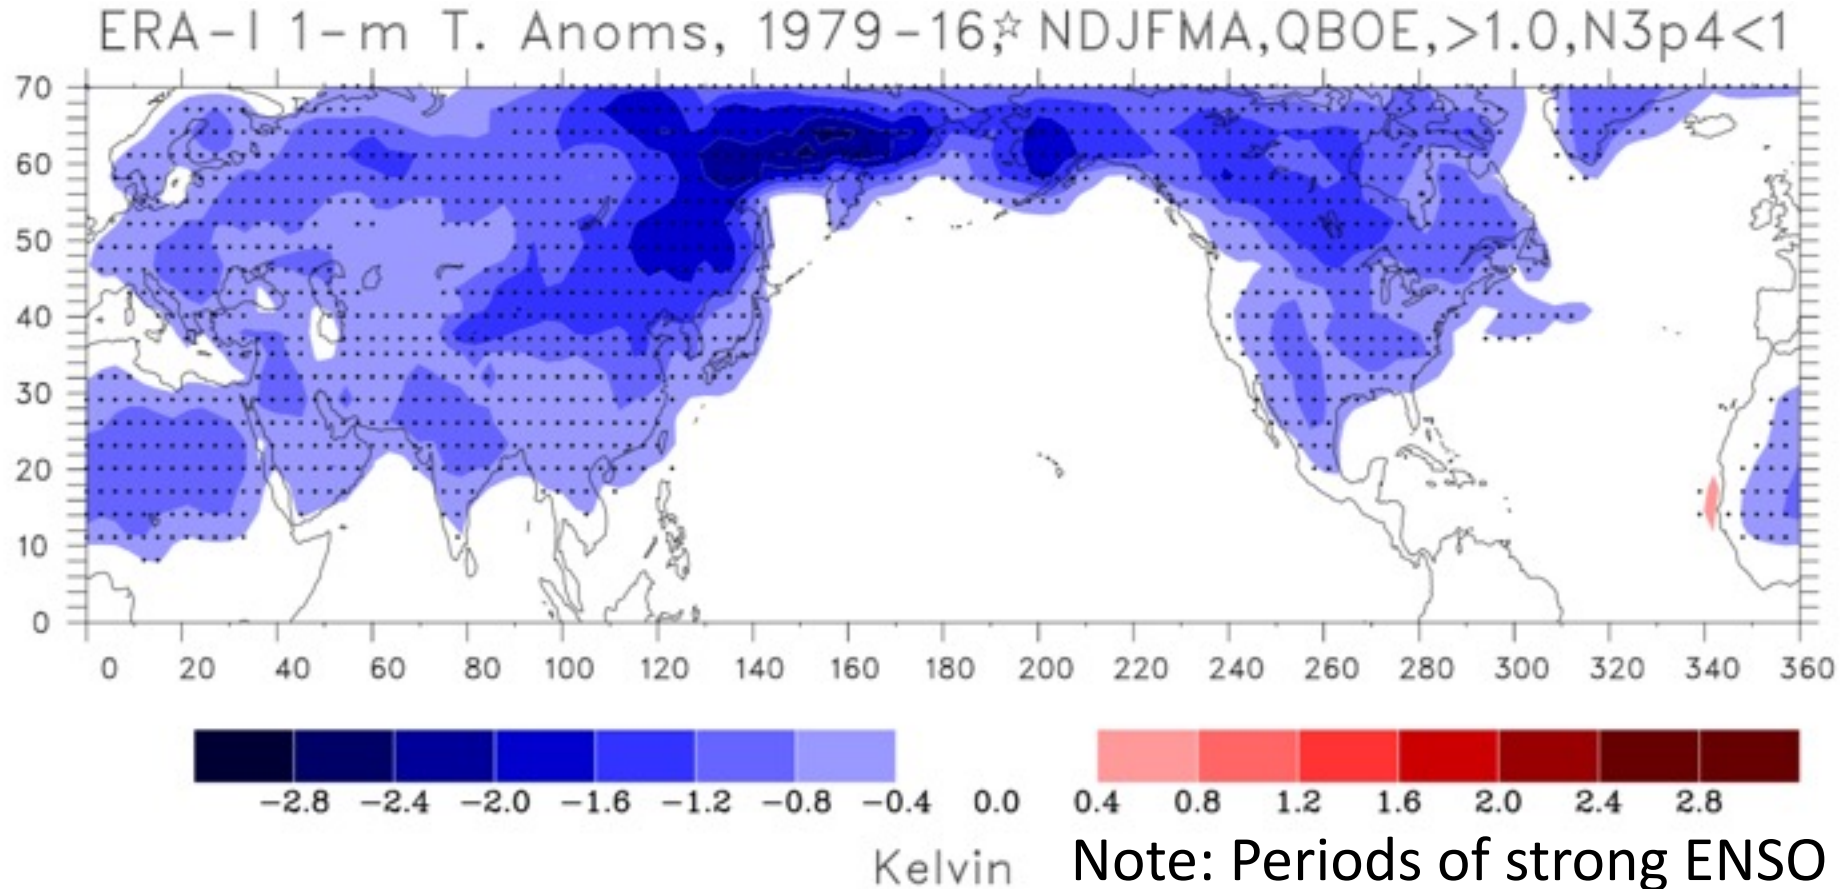 ERA-I 1-m T. Anoms, 1979-16,☆ NDJFMA,QBOE,>1.0,N3p4<1
70
60
50
40
30
20
10
0
0 20 40 60 80 100 120 140 160 180 200 220 240 260 280 300 320 340 360
-2.8 -2.4 -2.0 -1.6 -1.2 -0.8 -0.4 0.0 0.4 0.8 1.2 1.6 2.0 2.4 2.8
Kelvin Note: Periods of strong ENSO